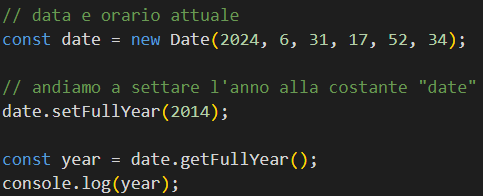 // data e orario attuale
const date = new Date(2024, 6, 31, 17, 52, 34);
// andiamo a settare l'anno alla costante "date"
date.setFullYear(2014);
const year = date.getFullYear();
console.log(year);